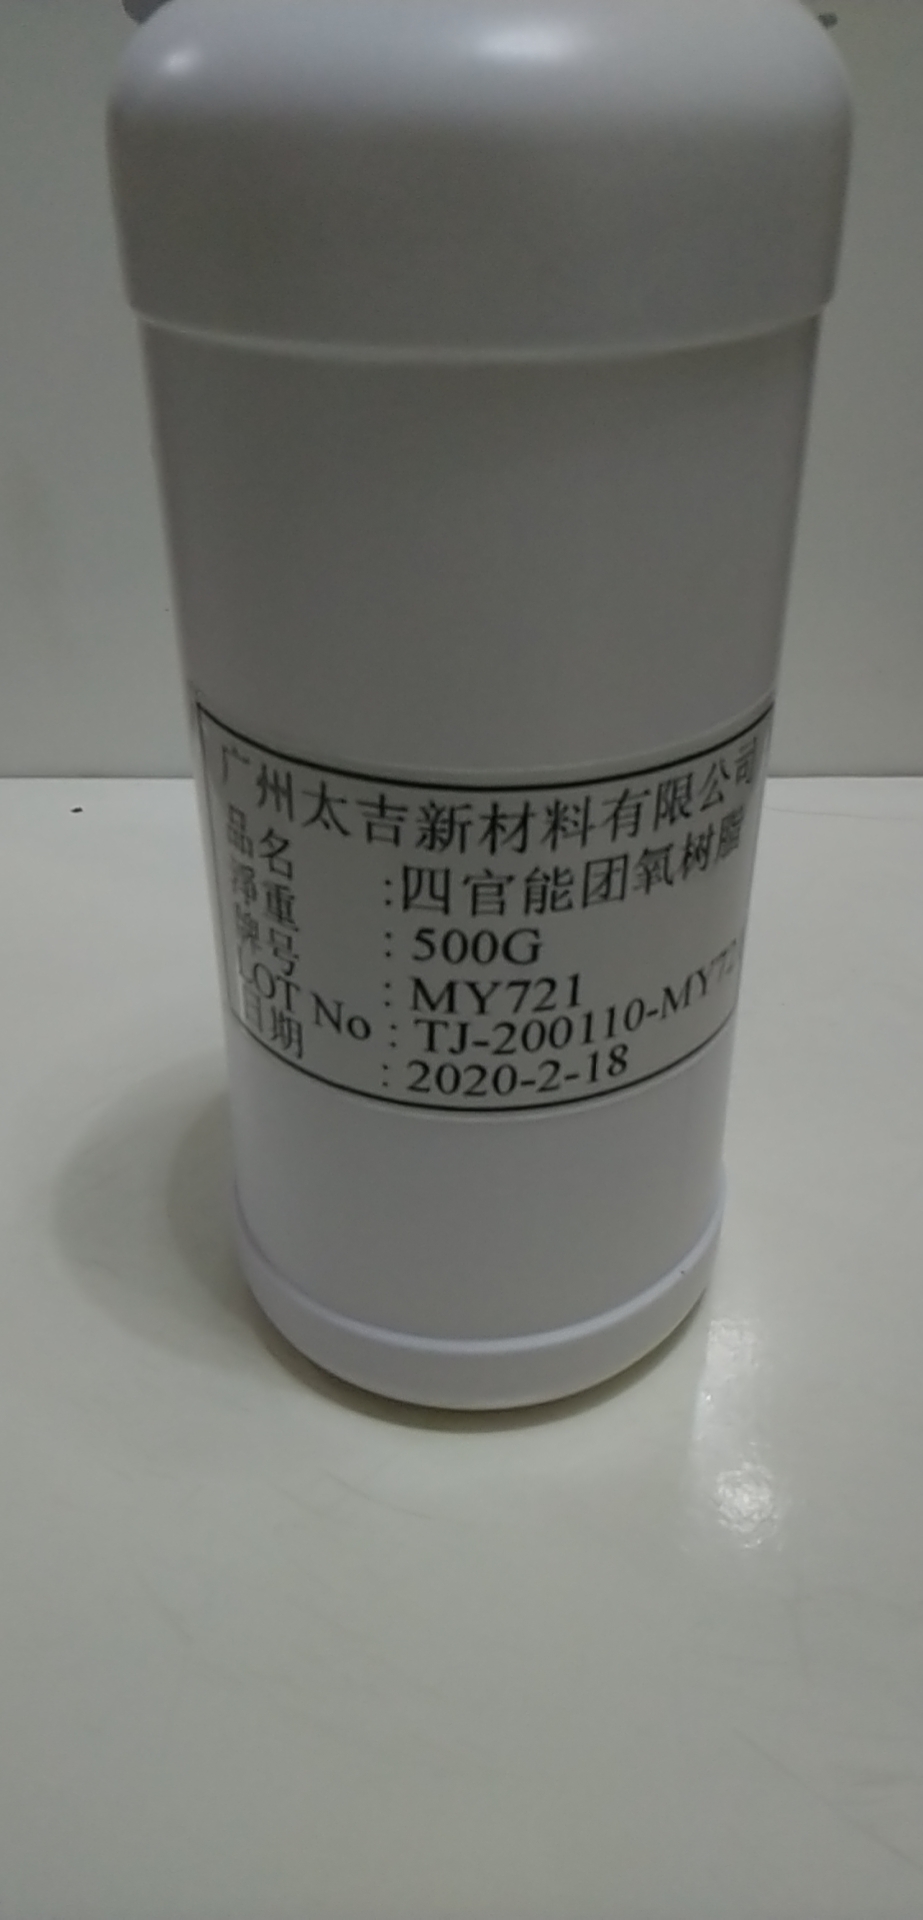 广州太吉新材料有限公司
品名 :四官能团氧树脂
净重 : 500G
牌号 : MY721
LOT No : TJ-200110-MY72
日期 : 2020-2-18